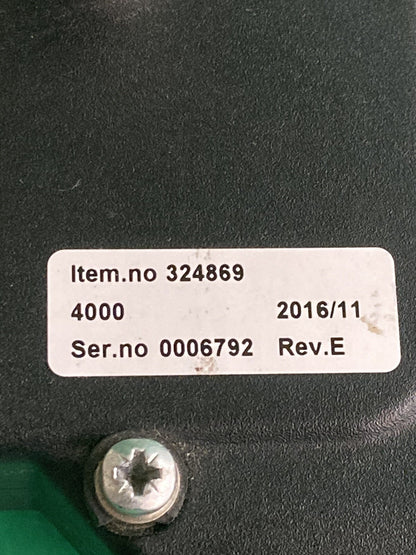 Item.no 324869
4000 2016/11
Ser.no 0006792 Rev.E